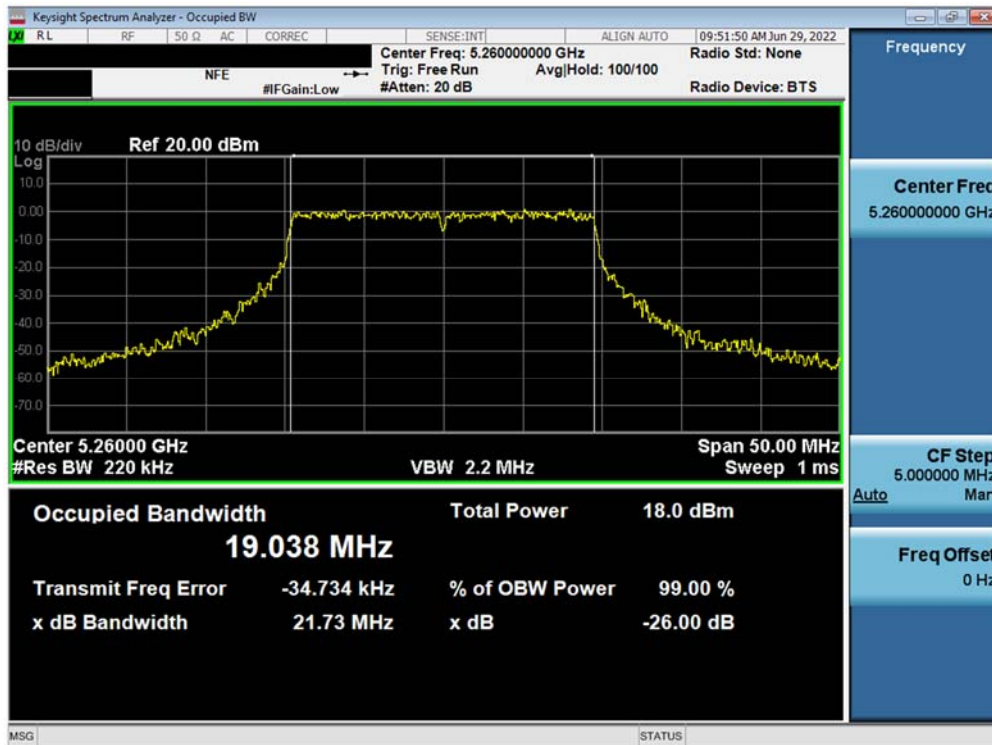 Keysight Spectrum Analyzer - Occupied BW
RL RF 50 Ω AC CORREC SENSE:INT ALIGN AUTO 09:51:50 AM Jun 29, 2022
Center Freq: 5.260000000 GHz Radio Std: None
NFE Trig: Free Run Avg|Hold: 100/100
#IFGain:Low #Atten: 20 dB Radio Device: BTS
10 dB/div Ref 20.00 dBm
Log
10.0
0.00
-10.0
-20.0
-30.0
-40.0
-50.0
-60.0
-70.0
Center 5.26000 GHz Span 50.00 MHz
#Res BW 220 kHz VBW 2.2 MHz Sweep 1 ms
Occupied Bandwidth Total Power 18.0 dBm
19.038 MHz
Transmit Freq Error -34.734 kHz % of OBW Power 99.00 %
x dB Bandwidth 21.73 MHz x dB -26.00 dB
Frequency
Center Freq
5.260000000 GHz
CF Step
5.000000 MHz
Auto Man
Freq Offset
0 Hz
MSG STATUS